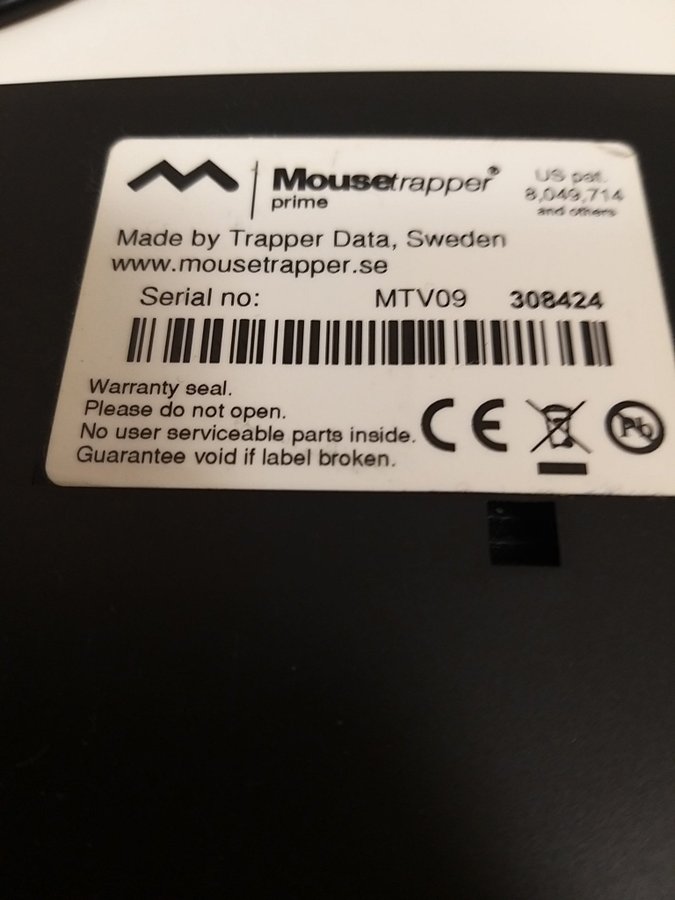 Mousetrapper®
prime
US pat.
8,049,714
and others
Made by Trapper Data, Sweden
www.mousetrapper.se
Serial no: MTV09 308424
Warranty seal.
Please do not open.
No user serviceable parts inside.
Guarantee void if label broken.
CE
Pb